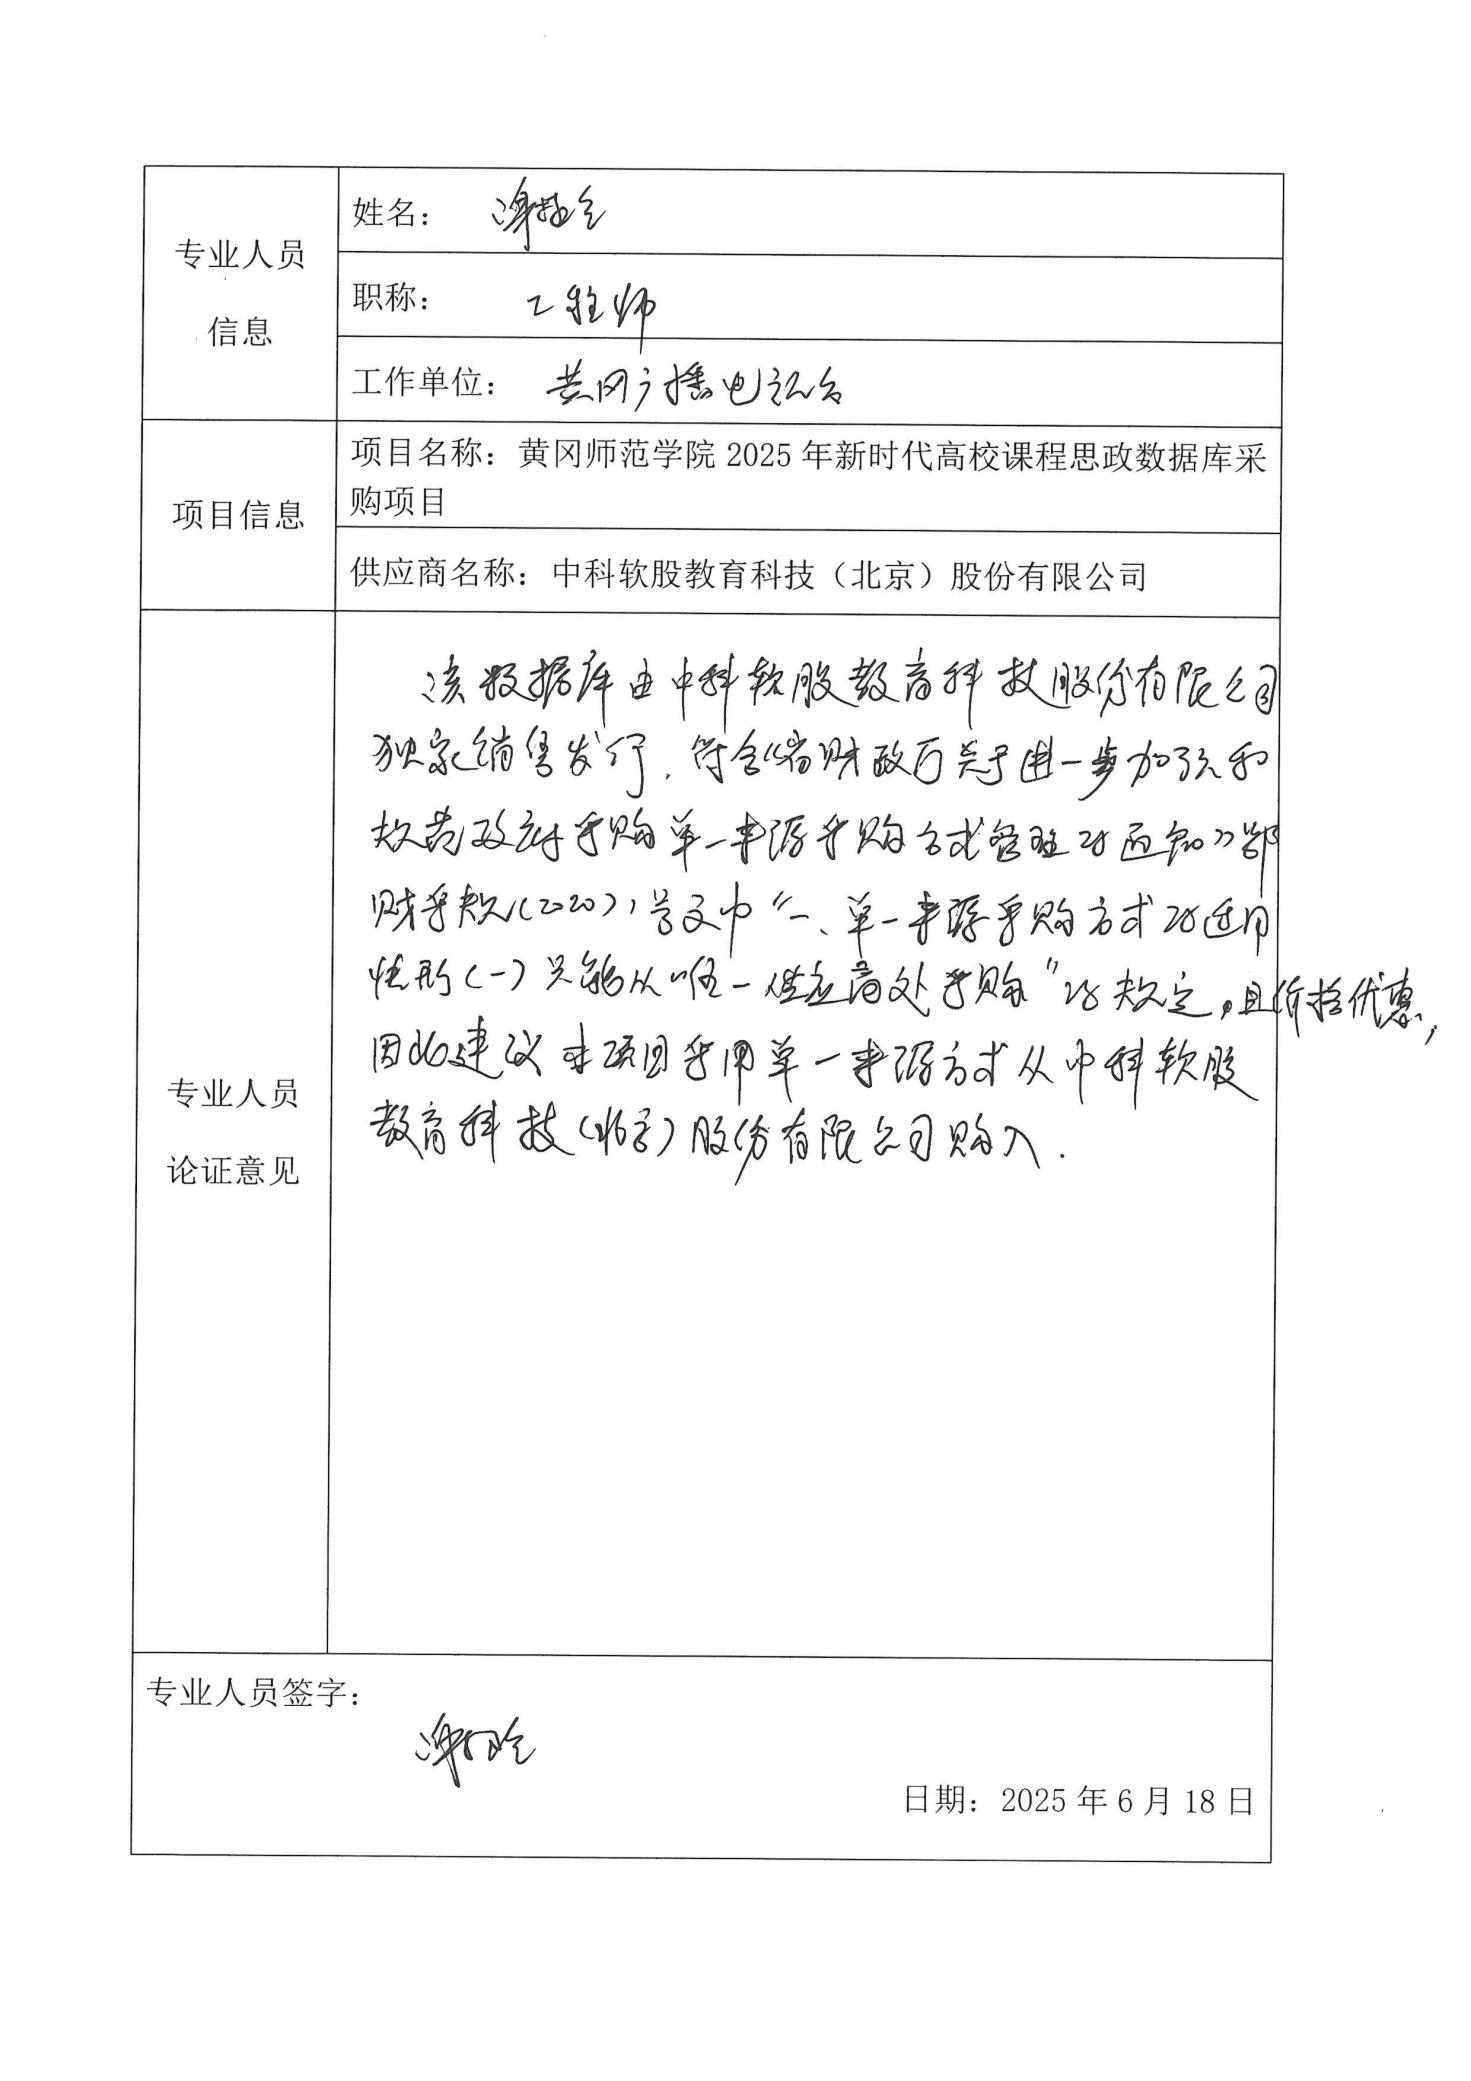 专业人员
信息
姓名：
职称： 工程师
工作单位： 黄冈广播电视台
项目信息
项目名称：黄冈师范学院 2025 年新时代高校课程思政数据库采
购项目
供应商名称：中科软股教育科技（北京）股份有限公司
专业人员
论证意见
该数据库由中科软股教育科技股份有限公司
独家销售发行，符合《省财政厅关于进一步加强和
规范政府采购单一来源采购方式管理的通知》鄂
财采规(2020)1号文中“一、单一来源采购方式的适用
情形(一)只能从唯一供应商处采购”的规定，且价格优惠，
因此建议本项目采用单一来源方式从中科软股
教育科技(北京)股份有限公司购入.
专业人员签字：
日期：2025 年 6 月 18 日